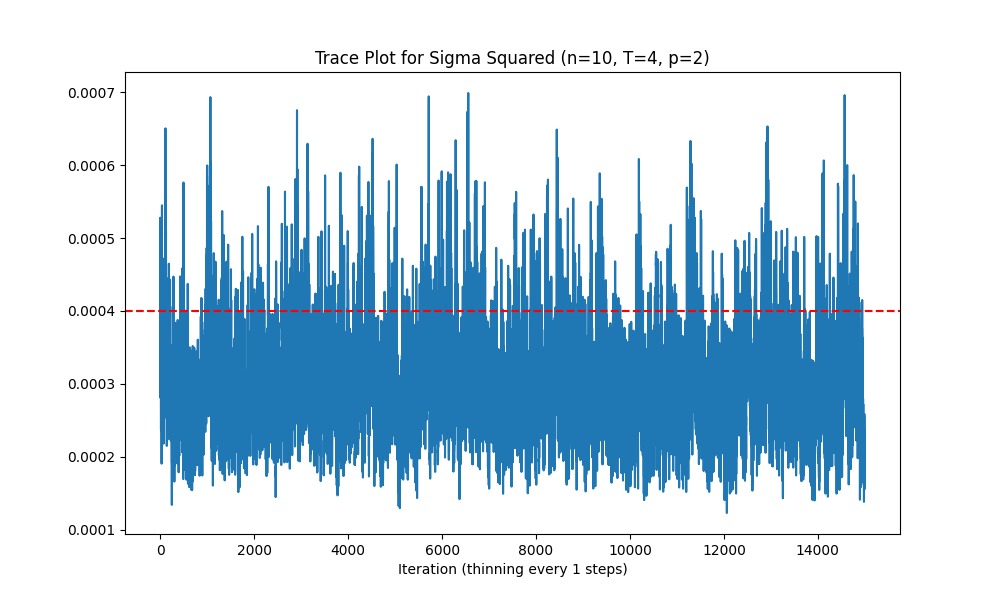 Trace Plot for Sigma Squared (n=10, T=4, p=2)
0.0007
0.0006
0.0005
0.0004
0.0003
0.0002
0.0001
0 2000 4000 6000 8000 10000 12000 14000
Iteration (thinning every 1 steps)